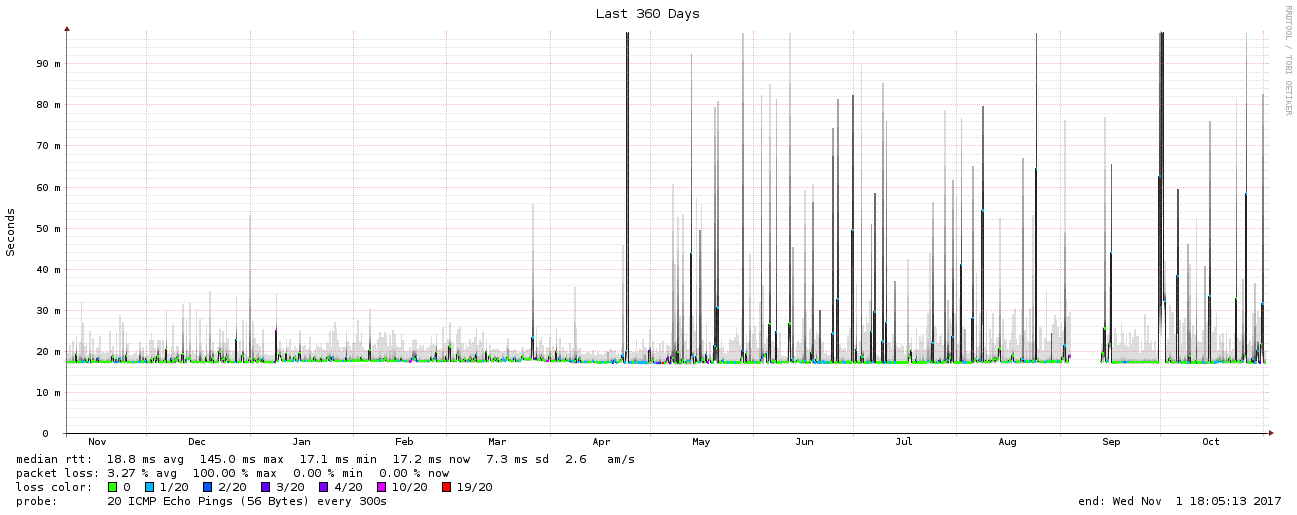 Last 360 Days
RRDTOOL / TOBI OETIKER
Seconds
90 m
80 m
70 m
60 m
50 m
40 m
30 m
20 m
10 m
0
Nov Dec Jan Feb Mar Apr May Jun Jul Aug Sep Oct
median rtt: 18.8 ms avg 145.0 ms max 17.1 ms min 17.2 ms now 7.3 ms sd 2.6 am/s
packet loss: 3.27 % avg 100.00 % max 0.00 % min 0.00 % now
loss color: 0 1/20 2/20 3/20 4/20 10/20 19/20
probe: 20 ICMP Echo Pings (56 Bytes) every 300s end: Wed Nov 1 18:05:13 2017